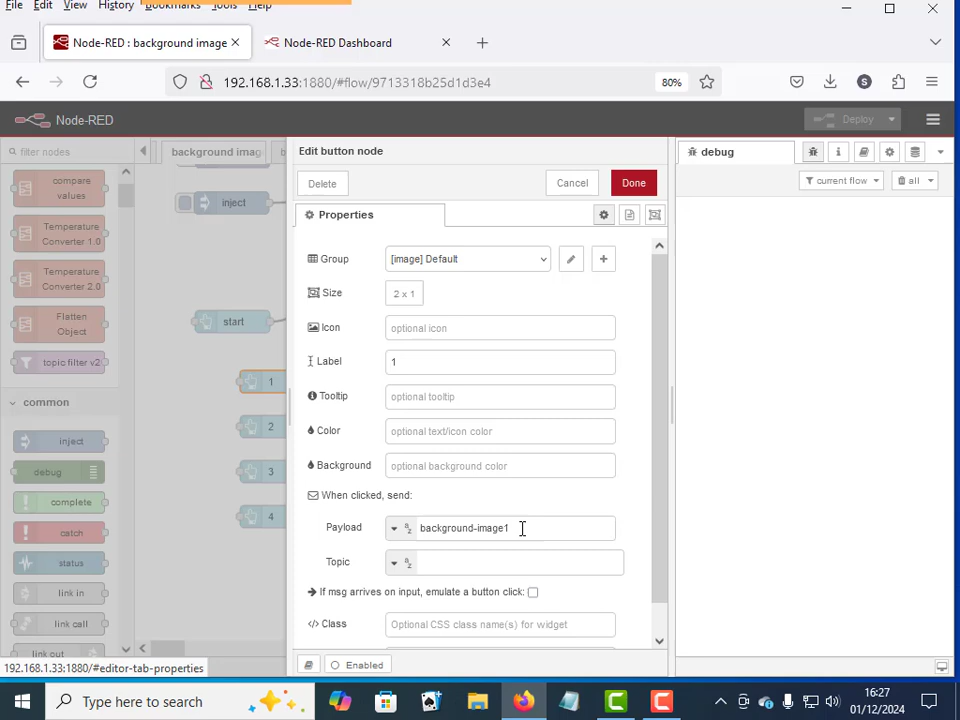 File Edit View History Bookmarks Tools Help
Node-RED : background image
Node-RED Dashboard
192.168.1.33:1880/#flow/9713318b25d1d3e4
80%
S
Node-RED
Deploy
filter nodes
background imag
Edit button node
debug
Delete
Cancel
Done
current flow
all
Properties
compare values
Temperature Converter 1.0
Temperature Converter 2.0
Flatten Object
topic filter v2
common
inject
debug
complete
catch
status
link in
link call
link out
inject
start
1
2
3
4
Group
[image] Default
Size
2 x 1
Icon
optional icon
Label
1
Tooltip
optional tooltip
Color
optional text/icon color
Background
optional background color
When clicked, send:
Payload
background-image1
Topic
If msg arrives on input, emulate a button click:
Class
Optional CSS class name(s) for widget
Enabled
192.168.1.33:1880/#editor-tab-properties
Type here to search
16:27
01/12/2024